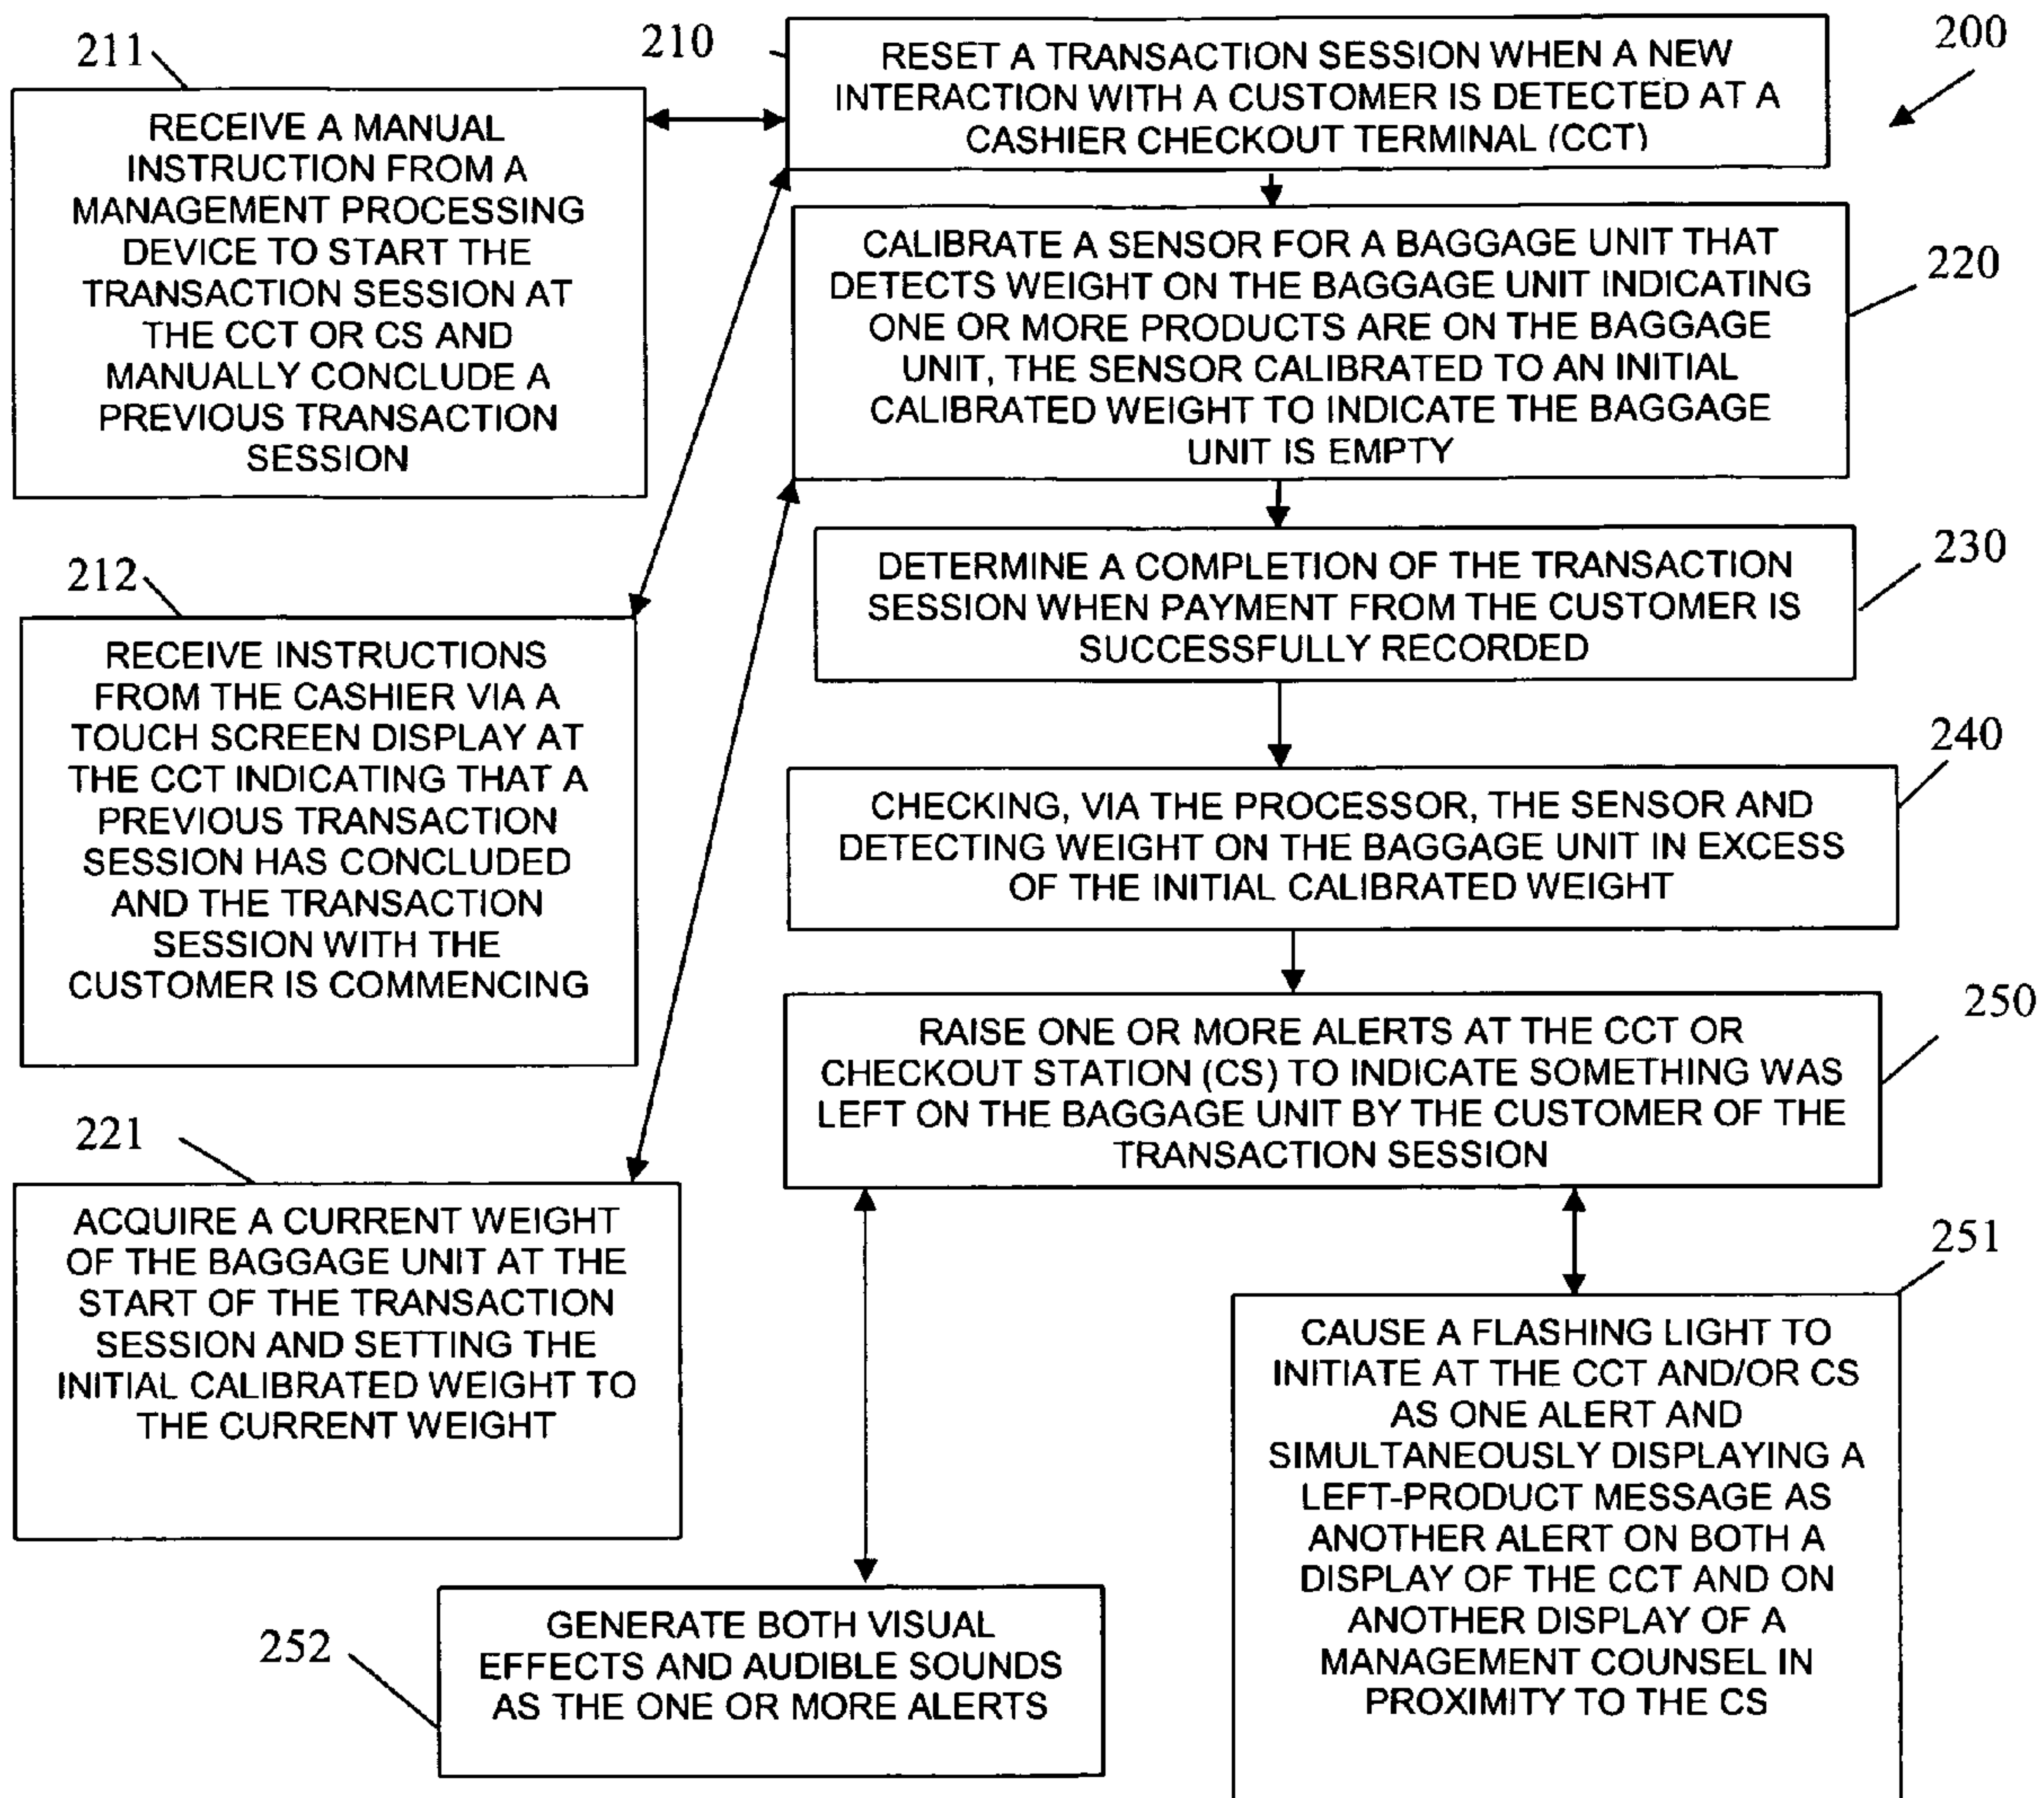 200
210
RESET A TRANSACTION SESSION WHEN A NEW
INTERACTION WITH A CUSTOMER IS DETECTED AT A
CASHIER CHECKOUT TERMINAL (CCT)
211
RECEIVE A MANUAL
INSTRUCTION FROM A
MANAGEMENT PROCESSING
DEVICE TO START THE
TRANSACTION SESSION AT
THE CCT OR CS AND
MANUALLY CONCLUDE A
PREVIOUS TRANSACTION
SESSION
212
RECEIVE INSTRUCTIONS
FROM THE CASHIER VIA A
TOUCH SCREEN DISPLAY AT
THE CCT INDICATING THAT A
PREVIOUS TRANSACTION
SESSION HAS CONCLUDED
AND THE TRANSACTION
SESSION WITH THE
CUSTOMER IS COMMENCING
220
CALIBRATE A SENSOR FOR A BAGGAGE UNIT THAT
DETECTS WEIGHT ON THE BAGGAGE UNIT INDICATING
ONE OR MORE PRODUCTS ARE ON THE BAGGAGE
UNIT, THE SENSOR CALIBRATED TO AN INITIAL
CALIBRATED WEIGHT TO INDICATE THE BAGGAGE
UNIT IS EMPTY
221
ACQUIRE A CURRENT WEIGHT
OF THE BAGGAGE UNIT AT THE
START OF THE TRANSACTION
SESSION AND SETTING THE
INITIAL CALIBRATED WEIGHT TO
THE CURRENT WEIGHT
230
DETERMINE A COMPLETION OF THE TRANSACTION
SESSION WHEN PAYMENT FROM THE CUSTOMER IS
SUCCESSFULLY RECORDED
240
CHECKING, VIA THE PROCESSOR, THE SENSOR AND
DETECTING WEIGHT ON THE BAGGAGE UNIT IN EXCESS
OF THE INITIAL CALIBRATED WEIGHT
250
RAISE ONE OR MORE ALERTS AT THE CCT OR
CHECKOUT STATION (CS) TO INDICATE SOMETHING WAS
LEFT ON THE BAGGAGE UNIT BY THE CUSTOMER OF THE
TRANSACTION SESSION
251
CAUSE A FLASHING LIGHT TO
INITIATE AT THE CCT AND/OR CS
AS ONE ALERT AND
SIMULTANEOUSLY DISPLAYING A
LEFT-PRODUCT MESSAGE AS
ANOTHER ALERT ON BOTH A
DISPLAY OF THE CCT AND ON
ANOTHER DISPLAY OF A
MANAGEMENT COUNSEL IN
PROXIMITY TO THE CS
252
GENERATE BOTH VISUAL
EFFECTS AND AUDIBLE SOUNDS
AS THE ONE OR MORE ALERTS